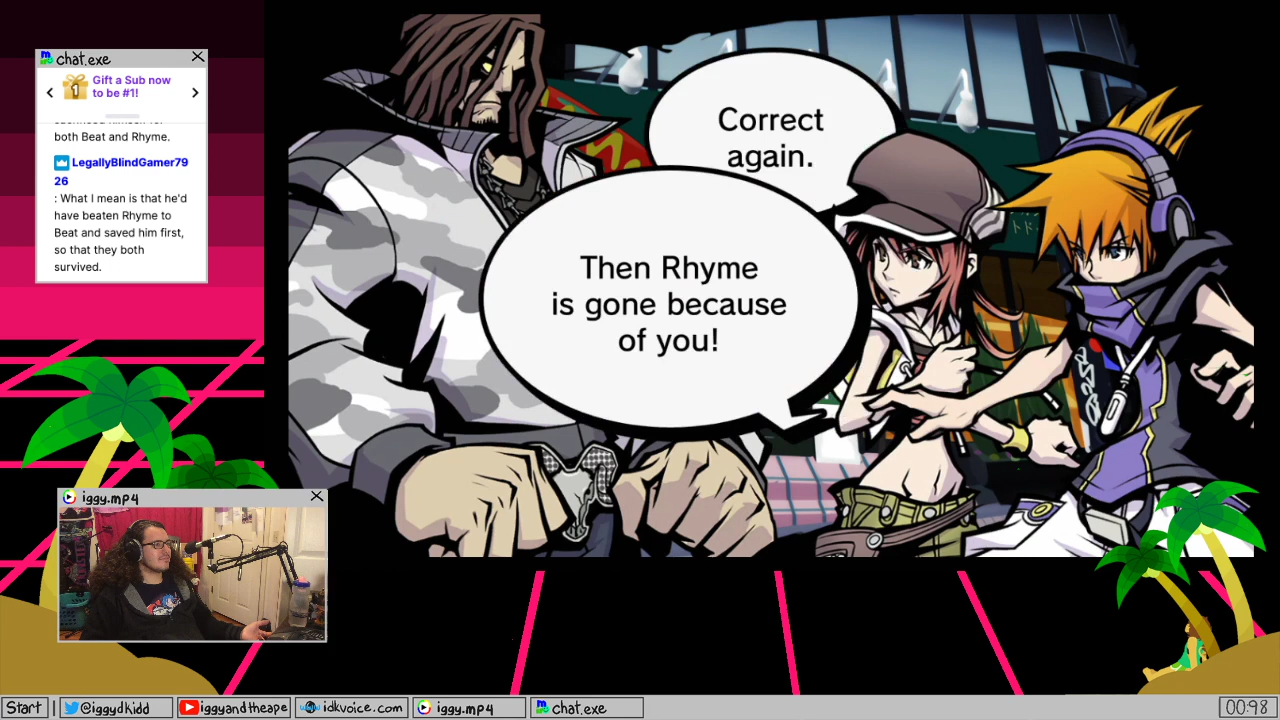 chat.exe
Gift a Sub now
to be #1!
1
both Beat and Rhyme.
LegallyBlindGamer79
26
: What I mean is that he'd
have beaten Rhyme to
Beat and saved him first,
so that they both
survived.
Correct
again.
Then Rhyme
is gone because
of you!
iggy.mp4
Start | @iggydkidd iggyandtheape www idkvoice.com iggy.mp4 chat.exe 00:98